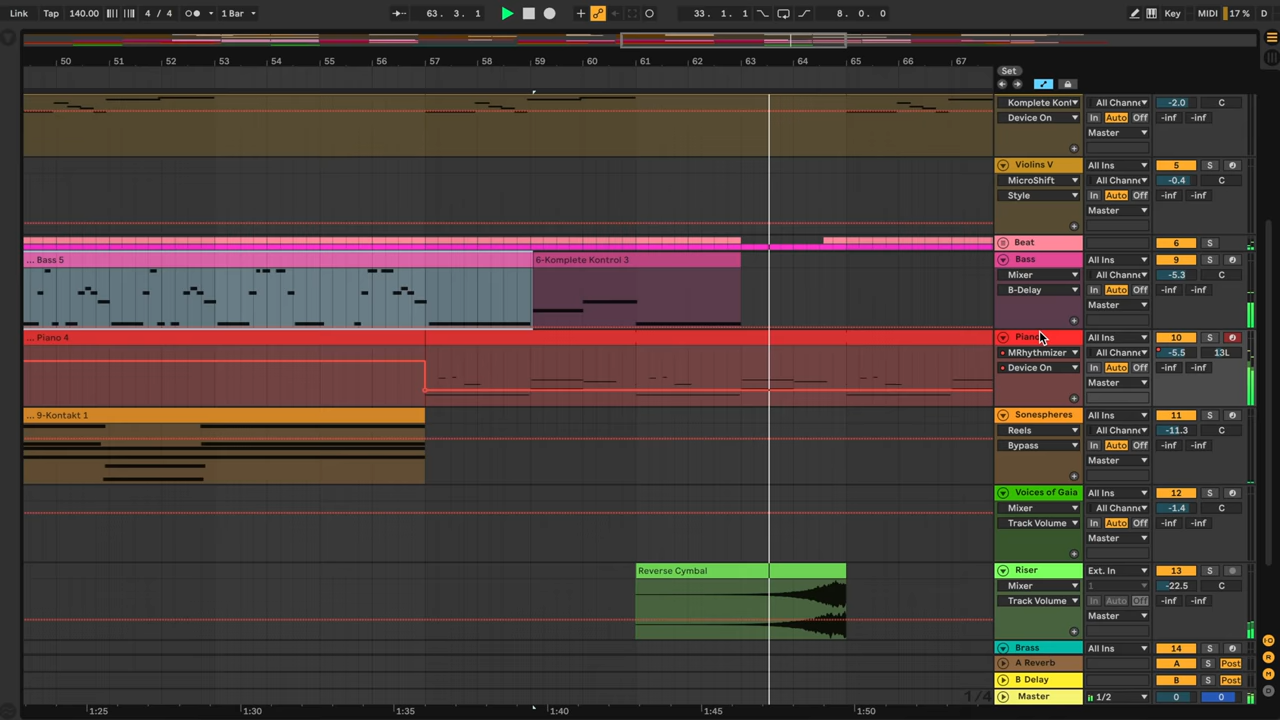 Link Tap 140.00 4 / 4 1 Bar 63. 3. 1 33. 1. 1 8. 0. 0 Key MIDI 17 % D
50 51 52 53 54 55 56 57 58 59 60 61 62 63 64 65 66 67
Set
Komplete Kont All Channe -2.0 C
Device On In Auto Off -inf -inf
Master
Violins V All Ins 5 S
MicroShift All Channe -0.4 C
Style In Auto Off -inf -inf
Master
Beat 6 S
... Bass 5 6-Komplete Kontrol 3 Bass All Ins 9 S
Mixer All Channe -5.3 C
B-Delay In Auto Off -inf -inf
Master
... Piano 4 Piano All Ins 10 S
MRhythmizer All Channe -5.5 13L
Device On In Auto Off -inf -inf
Master
... 9-Kontakt 1 Sonespheres All Ins 11 S
Reels All Channe -11.3 C
Bypass In Auto Off -inf -inf
Master
Voices of Gaia All Ins 12 S
Mixer All Channe -1.4 C
Track Volume In Auto Off -inf -inf
Master
Reverse Cymbal Riser Ext. In 13 S
Mixer 1 -22.5 C
Track Volume In Auto Off -inf -inf
Master
Brass All Ins 14 S
A Reverb A S Post
B Delay B S Post
1/4 Master 1/2 0 0
1:25 1:30 1:35 1:40 1:45 1:50